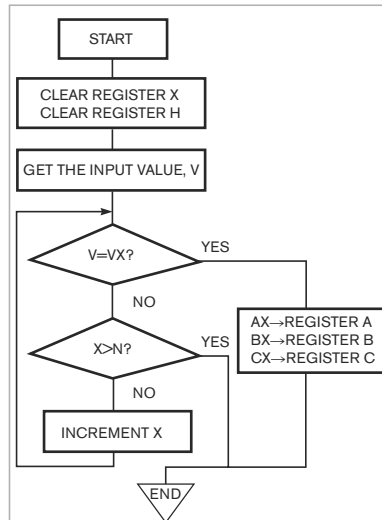 START
CLEAR REGISTER X
CLEAR REGISTER H
GET THE INPUT VALUE, V
V=VX?
YES
NO
AX→REGISTER A
BX→REGISTER B
CX→REGISTER C
X>N?
YES
NO
INCREMENT X
END